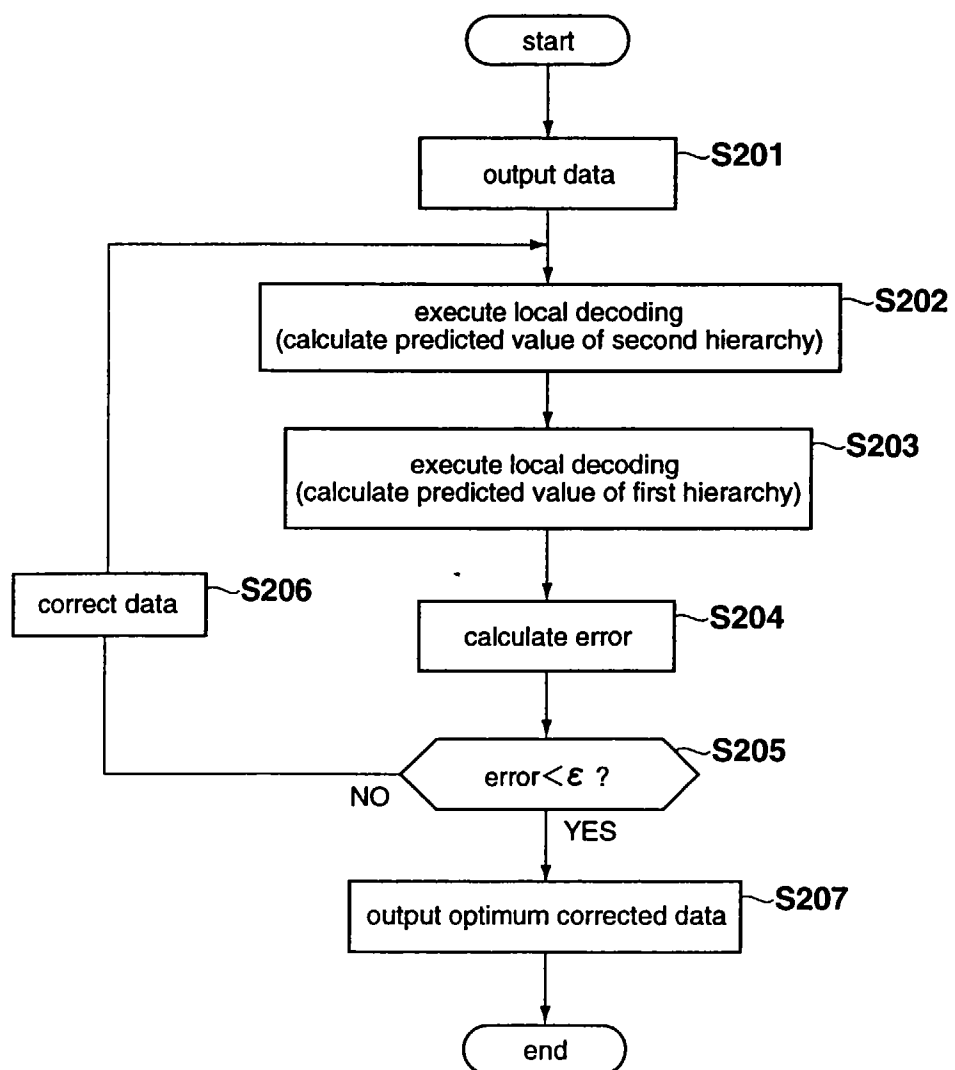 start
output data
S201
execute local decoding
(calculate predicted value of second hierarchy)
S202
execute local decoding
(calculate predicted value of first hierarchy)
S203
correct data
S206
calculate error
S204
error<ε ?
S205
NO
YES
output optimum corrected data
S207
end